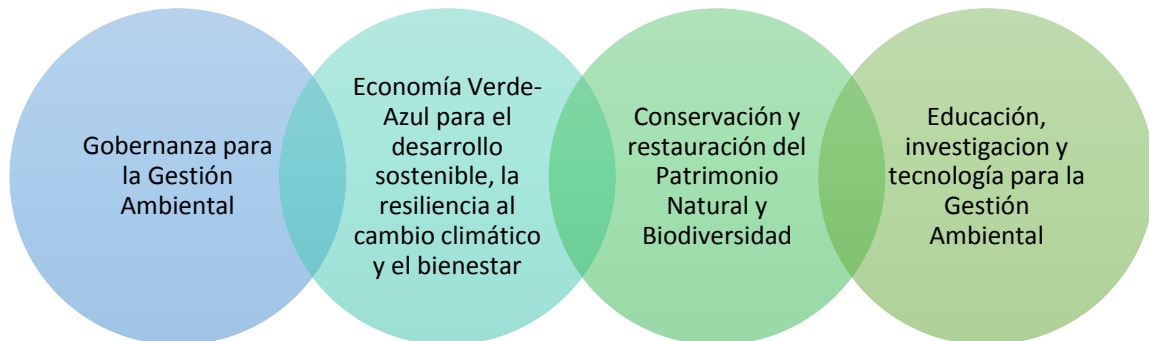 Gobernanza para
la Gestión
Ambiental
Economía Verde-
Azul para el
desarrollo
sostenible, la
resiliencia al
cambio climático
y el bienestar
Conservación y
restauración del
Patrimonio
Natural y
Biodiversidad
Educación,
investigacion y
tecnología para la
Gestión
Ambiental